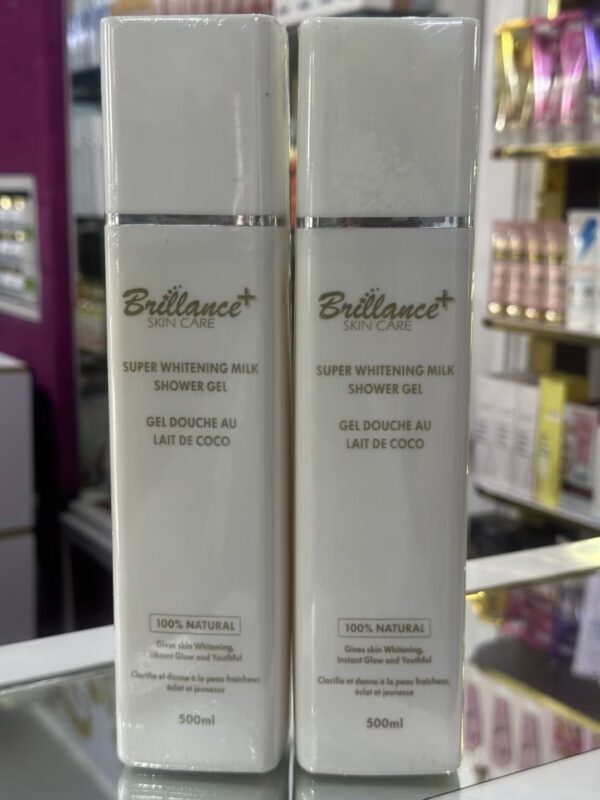 Brillance+
SKIN CARE
SUPER WHITENING MILK
SHOWER GEL
GEL DOUCHE AU
LAIT DE COCO
100% NATURAL
Gives skin Whitening,
Instant Glow and Youthful
Clarifie et donne à la peau fraîcheur,
éclat et jeunesse
500ml
Brillance+
SKIN CARE
SUPER WHITENING MILK
SHOWER GEL
GEL DOUCHE AU
LAIT DE COCO
100% NATURAL
Gives skin Whitening,
Instant Glow and Youthful
Clarifie et donne à la peau fraîcheur,
éclat et jeunesse
500ml